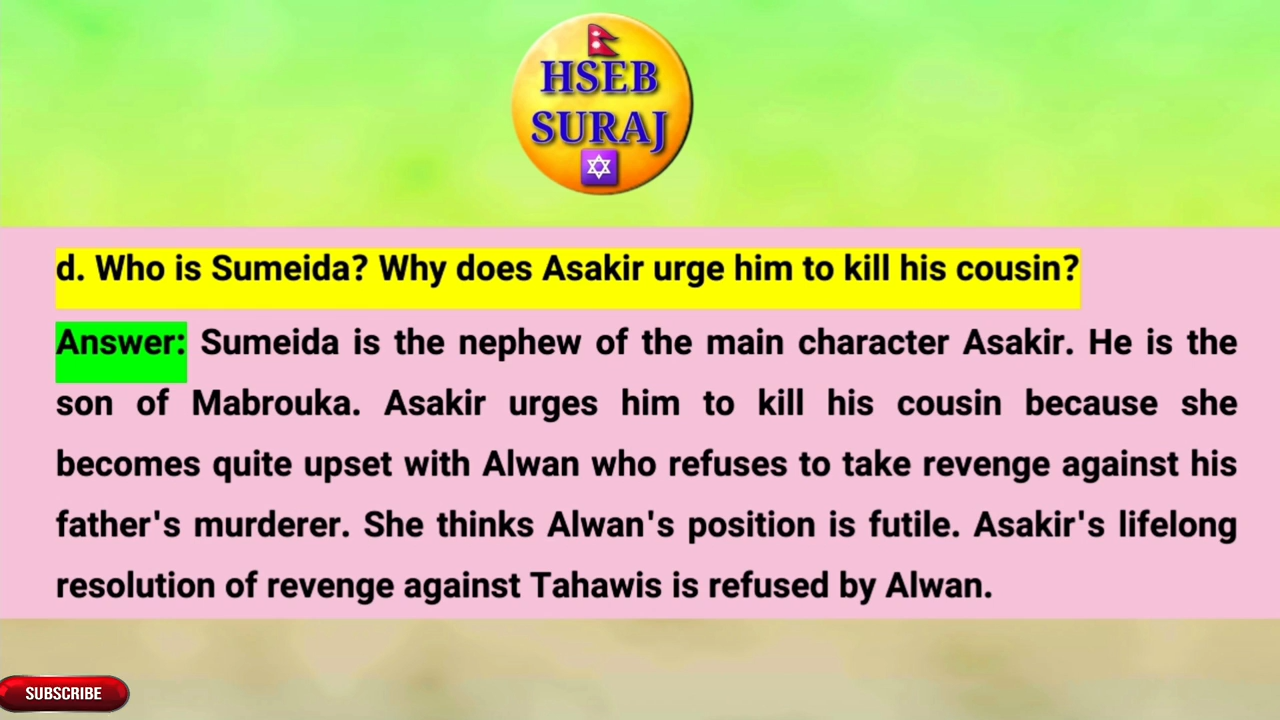 HSEB
SURAJ
d. Who is Sumeida? Why does Asakir urge him to kill his cousin?
Answer: Sumeida is the nephew of the main character Asakir. He is the
son of Mabrouka. Asakir urges him to kill his cousin because she
becomes quite upset with Alwan who refuses to take revenge against his
father's murderer. She thinks Alwan's position is futile. Asakir's lifelong
resolution of revenge against Tahawis is refused by Alwan.
SUBSCRIBE